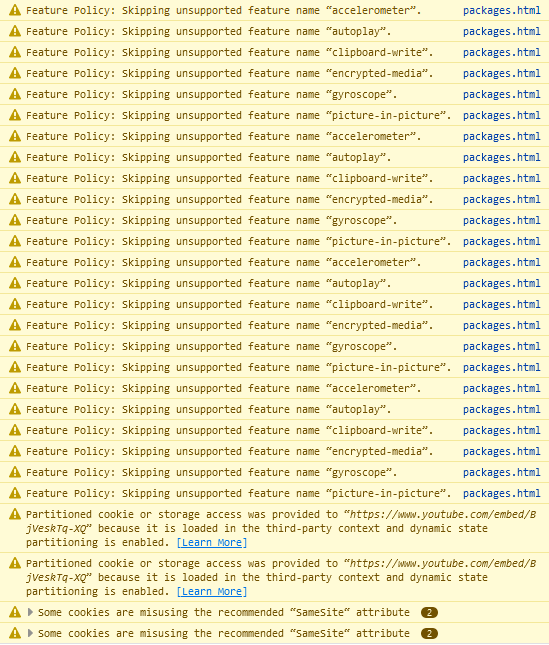 Feature Policy: Skipping unsupported feature name “accelerometer”. packages.html
Feature Policy: Skipping unsupported feature name “autoplay”. packages.html
Feature Policy: Skipping unsupported feature name “clipboard-write”. packages.html
Feature Policy: Skipping unsupported feature name “encrypted-media”. packages.html
Feature Policy: Skipping unsupported feature name “gyroscope”. packages.html
Feature Policy: Skipping unsupported feature name “picture-in-picture”. packages.html
Feature Policy: Skipping unsupported feature name “accelerometer”. packages.html
Feature Policy: Skipping unsupported feature name “autoplay”. packages.html
Feature Policy: Skipping unsupported feature name “clipboard-write”. packages.html
Feature Policy: Skipping unsupported feature name “encrypted-media”. packages.html
Feature Policy: Skipping unsupported feature name “gyroscope”. packages.html
Feature Policy: Skipping unsupported feature name “picture-in-picture”. packages.html
Feature Policy: Skipping unsupported feature name “accelerometer”. packages.html
Feature Policy: Skipping unsupported feature name “autoplay”. packages.html
Feature Policy: Skipping unsupported feature name “clipboard-write”. packages.html
Feature Policy: Skipping unsupported feature name “encrypted-media”. packages.html
Feature Policy: Skipping unsupported feature name “gyroscope”. packages.html
Feature Policy: Skipping unsupported feature name “picture-in-picture”. packages.html
Feature Policy: Skipping unsupported feature name “accelerometer”. packages.html
Feature Policy: Skipping unsupported feature name “autoplay”. packages.html
Feature Policy: Skipping unsupported feature name “clipboard-write”. packages.html
Feature Policy: Skipping unsupported feature name “encrypted-media”. packages.html
Feature Policy: Skipping unsupported feature name “gyroscope”. packages.html
Feature Policy: Skipping unsupported feature name “picture-in-picture”. packages.html
Partitioned cookie or storage access was provided to “https://www.youtube.com/embed/B
jVeskTq-XQ” because it is loaded in the third-party context and dynamic state
partitioning is enabled. [Learn More]
Partitioned cookie or storage access was provided to “https://www.youtube.com/embed/B
jVeskTq-XQ” because it is loaded in the third-party context and dynamic state
partitioning is enabled. [Learn More]
Some cookies are misusing the recommended “SameSite“ attribute 2
Some cookies are misusing the recommended “SameSite“ attribute 2